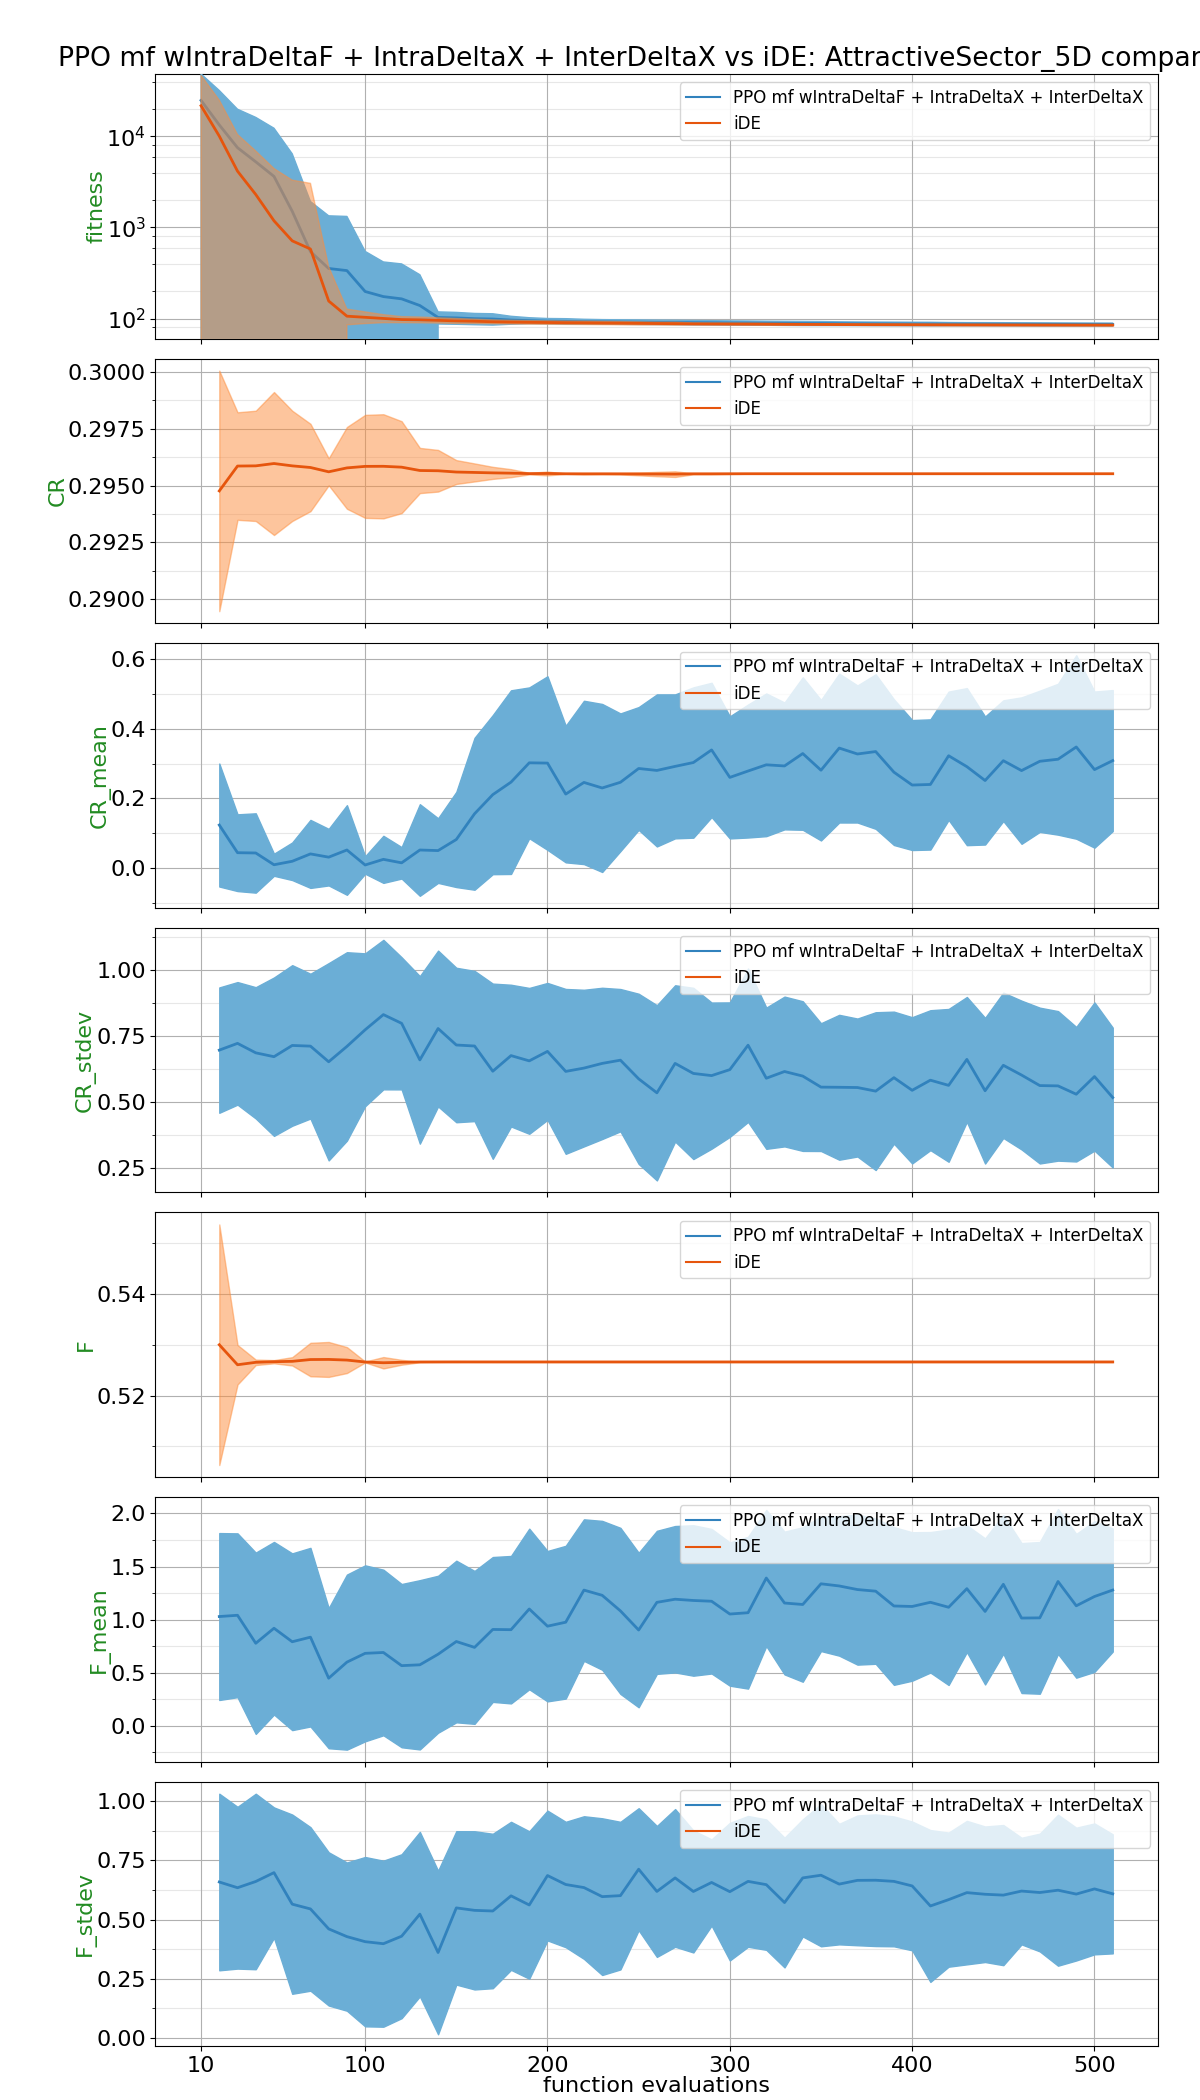 PPO mf wIntraDeltaF + IntraDeltaX + InterDeltaX vs iDE: AttractiveSector_5D compar
PPO mf wIntraDeltaF + IntraDeltaX + InterDeltaX
iDE
10^4
10^3
10^2
fitness
PPO mf wIntraDeltaF + IntraDeltaX + InterDeltaX
iDE
0.3000
0.2975
0.2950
0.2925
0.2900
CR
PPO mf wIntraDeltaF + IntraDeltaX + InterDeltaX
iDE
0.6
0.4
0.2
0.0
CR_mean
PPO mf wIntraDeltaF + IntraDeltaX + InterDeltaX
iDE
1.00
0.75
0.50
0.25
CR_stdev
PPO mf wIntraDeltaF + IntraDeltaX + InterDeltaX
iDE
0.54
0.52
F
PPO mf wIntraDeltaF + IntraDeltaX + InterDeltaX
iDE
2.0
1.5
1.0
0.5
0.0
F_mean
PPO mf wIntraDeltaF + IntraDeltaX + InterDeltaX
iDE
1.00
0.75
0.50
0.25
0.00
F_stdev
10 100 200 300 400 500
function evaluations